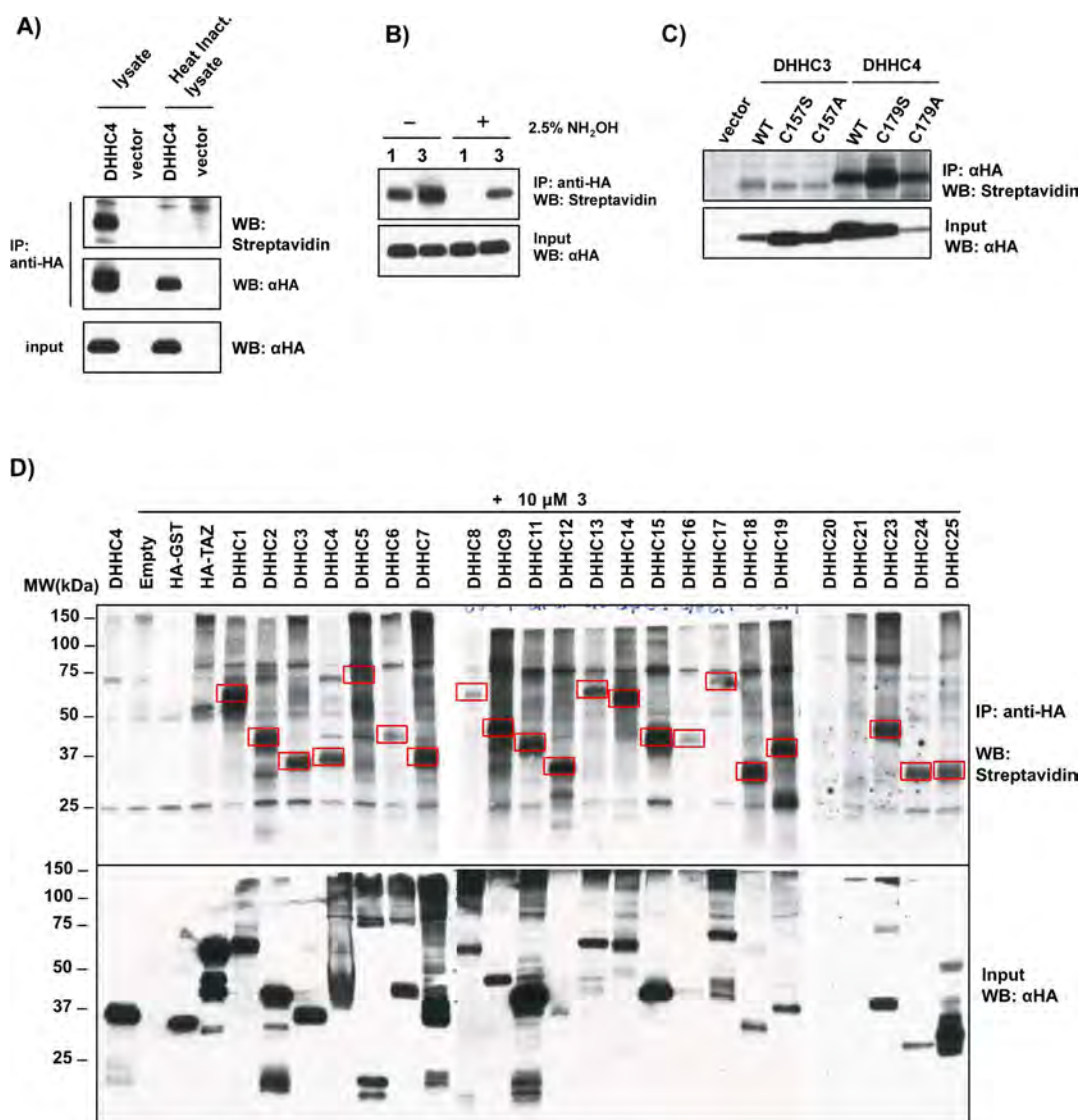 A)
lysate
Heat Inact.
lysate
DHHC4
vector
DHHC4
vector
IP:
anti-HA
WB:
Streptavidin
WB: αHA
input
WB: αHA
B)
– +
2.5% NH₂OH
1 3 1 3
IP: anti-HA
WB: Streptavidin
Input
WB: αHA
C)
DHHC3 DHHC4
vector
WT
C157S
C157A
WT
C179S
C179A
IP: αHA
WB: Streptavidin
Input
WB: αHA
D)
+ 10 µM 3
DHHC4
Empty
HA-GST
HA-TAZ
DHHC1
DHHC2
DHHC3
DHHC4
DHHC5
DHHC6
DHHC7
DHHC8
DHHC9
DHHC11
DHHC12
DHHC13
DHHC14
DHHC15
DHHC16
DHHC17
DHHC18
DHHC19
DHHC20
DHHC21
DHHC23
DHHC24
DHHC25
MW(kDa)
150
100
75
50
37
25
IP: anti-HA
WB:
Streptavidin
150
100
75
50
37
25
Input
WB: αHA